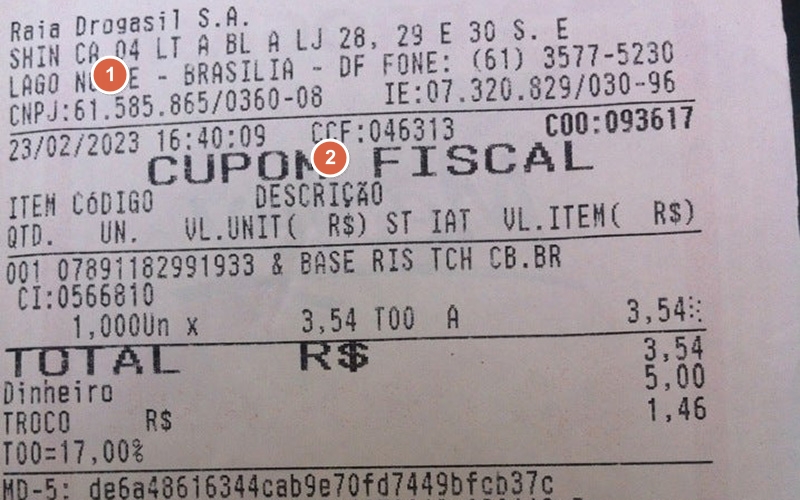 Raia Drogasil S.A.
SHIN CA 04 LT A BL A LJ 28, 29 E 30 S. E
LAGO - BRASILIA - DF FONE: (61) 3577-5230
CNPJ:61.585.865/0360-08 IE:07.320.829/030-96
23/02/2023 16:40:09 CCF:046313 COO:093617
CUPOM FISCAL
ITEM CóDIGO DESCRIÇÃO
QTD. UN. VL.UNIT( R$) ST IAT VL.ITEM( R$)
001 07891182991933 & BASE RIS TCH CB.BR
CI:0566810
1,000Un x 3,54 T00 A 3,54
TOTAL R$ 3,54
Dinheiro 5,00
TROCO R$ 1,46
T00=17,00%
MD-5: de6a48616344cab9e70fd7449bfcb37c
1
2